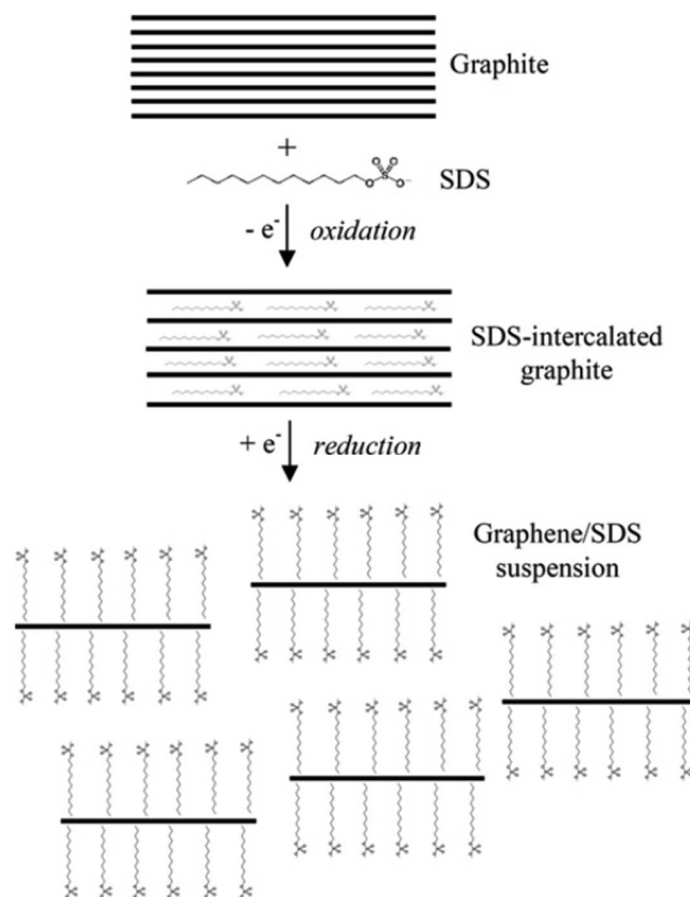 Graphite
+
O O
S
O O⁻
SDS
- e⁻ oxidation
SDS-intercalated
graphite
+ e⁻ reduction
Graphene/SDS
suspension